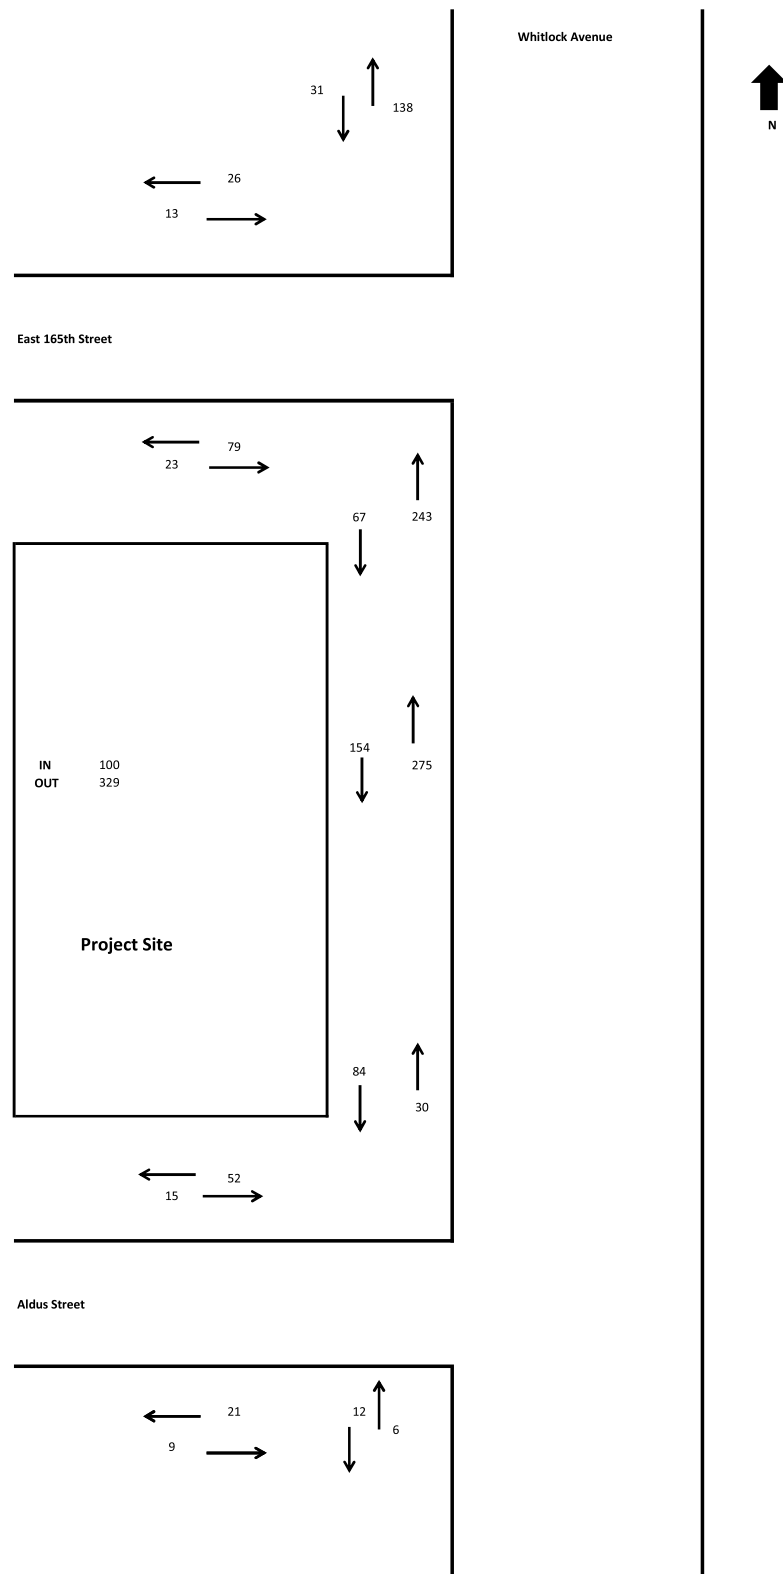 Whitlock Avenue
31
138
N
26
13
East 165th Street
79
23
67 243
154
275
IN 100
OUT 329
Project Site
84
30
52
15
Aldus Street
21 12
6
9